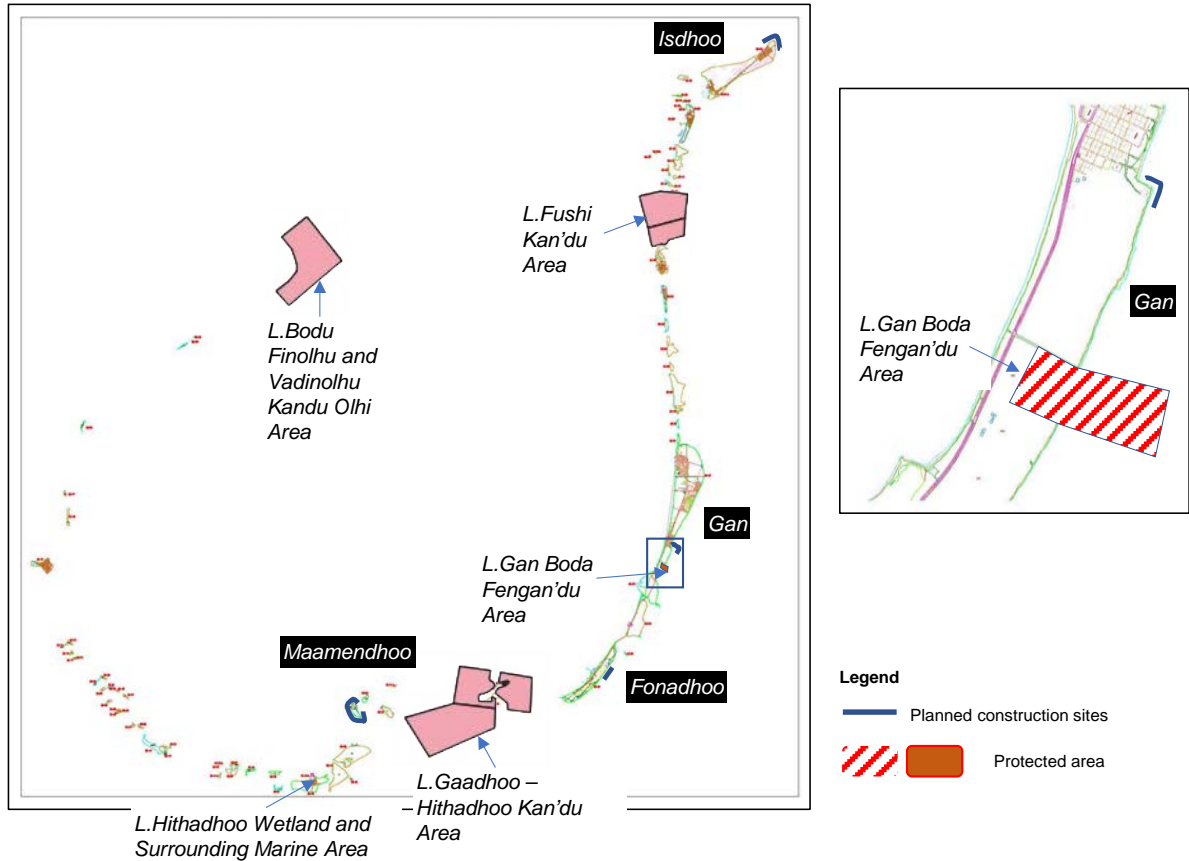 Isdhoo
L.Fushi
Kan'du
Area
L.Bodu
Finolhu and
Vadinolhu
Kandu Olhi
Area
Gan
L.Gan Boda
Fengan'du
Area
Maamendhoo
Fonadhoo
L.Gaadhoo –
Hithadhoo Kan'du
Area
L.Hithadhoo Wetland and
Surrounding Marine Area
Gan
L.Gan Boda
Fengan'du
Area
Legend
Planned construction sites
Protected area